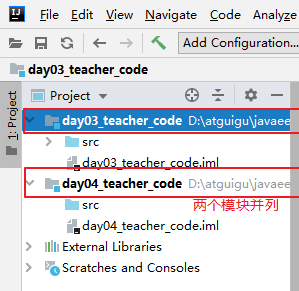 File Edit View Navigate Code Analyze
Add Configuration...
day03_teacher_code
1: Project
Project
day03_teacher_code D:\atguigu\javaee
src
day03_teacher_code.iml
day04_teacher_code D:\atguigu\javaee
src 两个模块并列
day04_teacher_code.iml
External Libraries
Scratches and Consoles